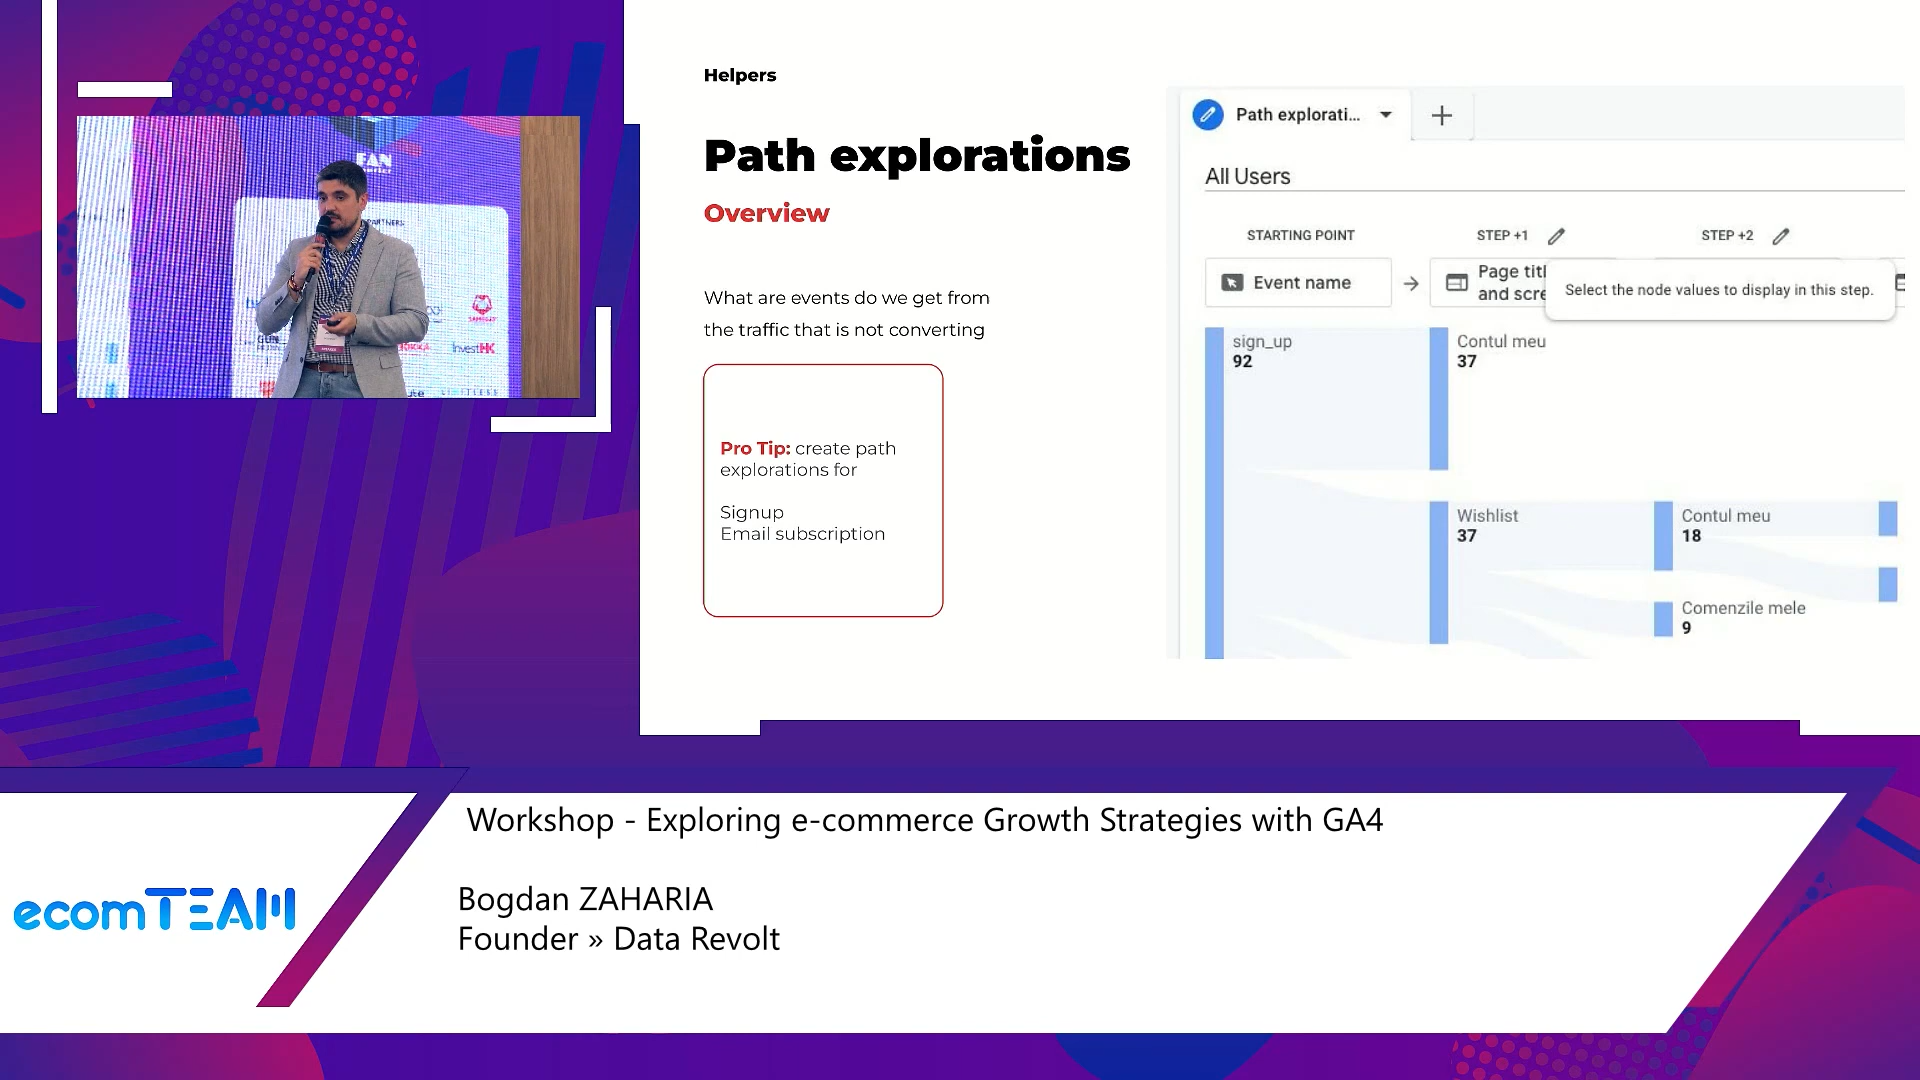 FAN
PARTNERS
InvestHK
Helpers
Path explorations
Overview
What are events do we get from
the traffic that is not converting
Pro Tip: create path
explorations for
Signup
Email subscription
Path explorati...
All Users
STARTING POINT
STEP +1
STEP +2
Event name
Page titl
and scre
Select the node values to display in this step.
sign_up
92
Contul meu
37
Wishlist
37
Contul meu
18
Comenzile mele
9
Workshop - Exploring e-commerce Growth Strategies with GA4
Bogdan ZAHARIA
Founder » Data Revolt
ecomTEAM